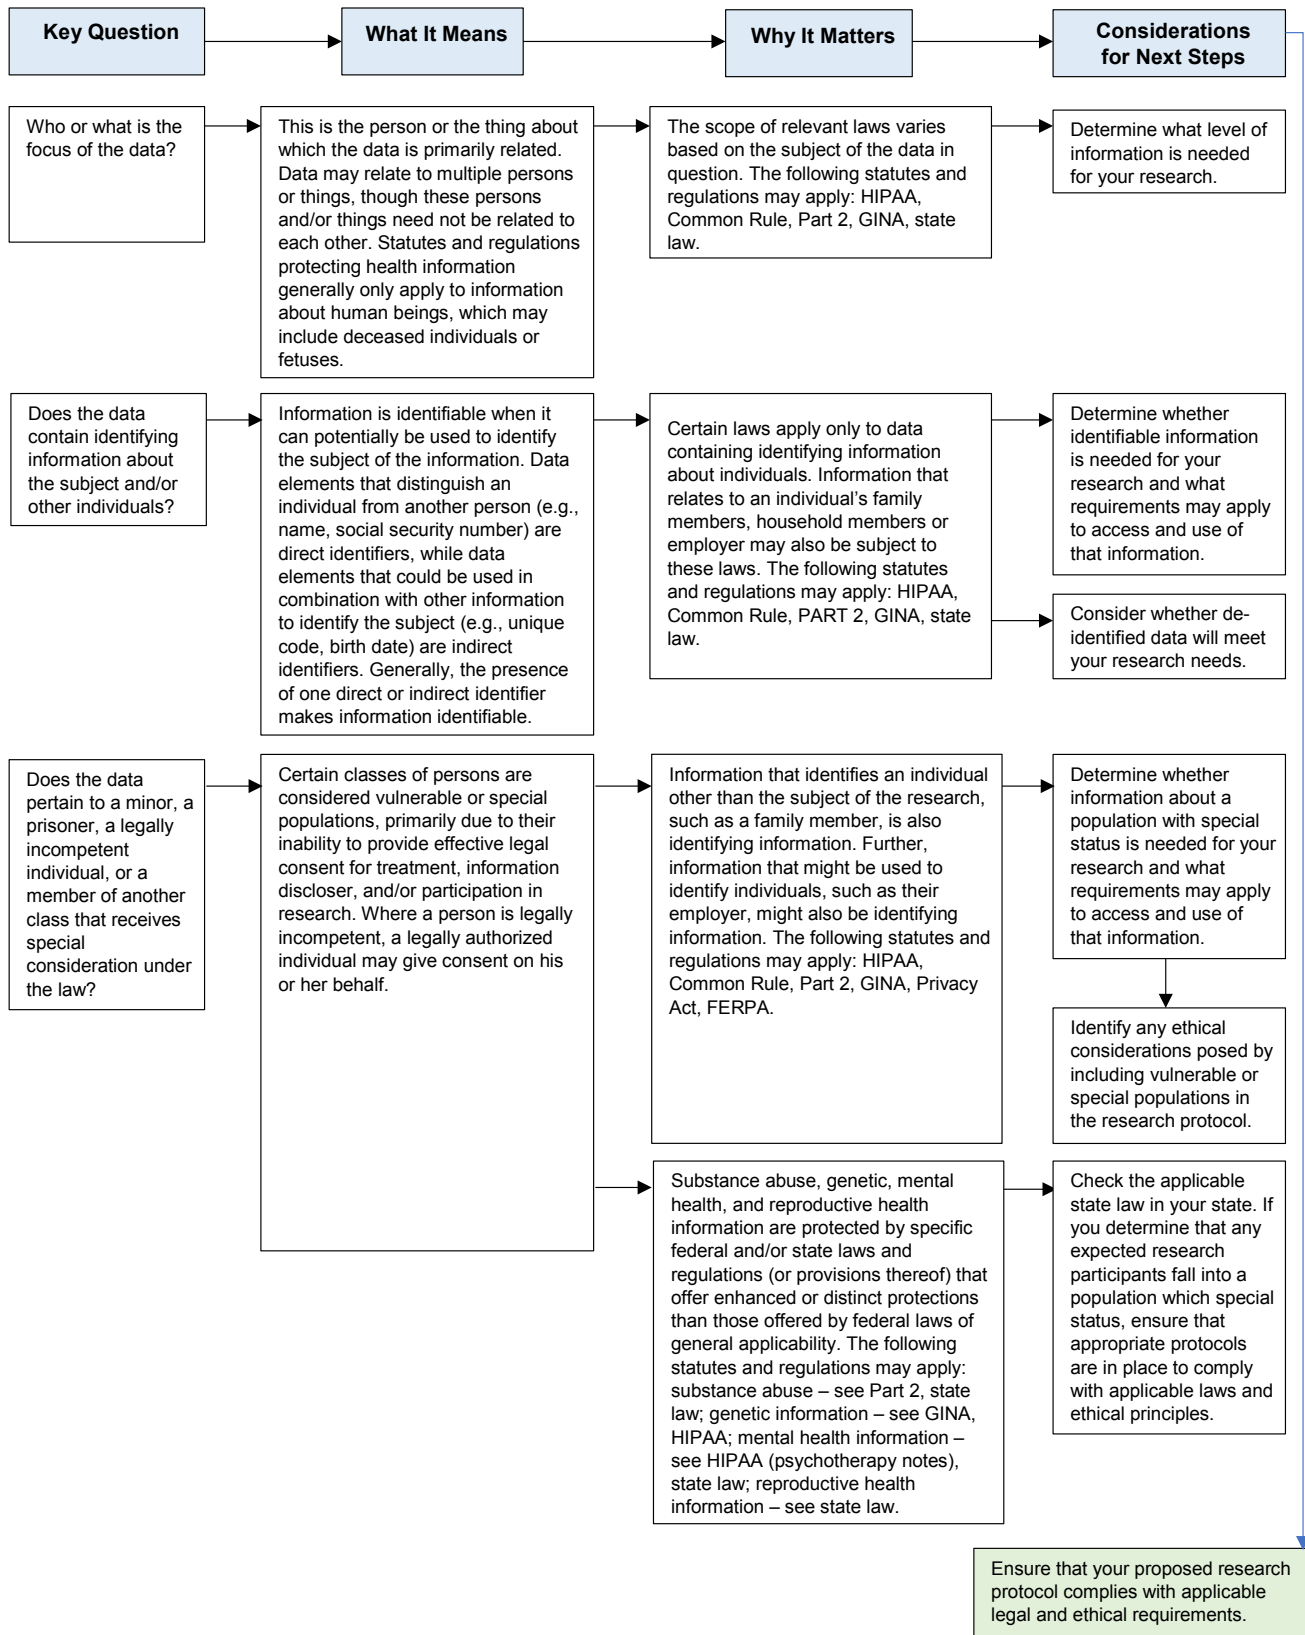 Key Question
What It Means
Why It Matters
Considerations
for Next Steps
Who or what is the
focus of the data?
This is the person or the thing about
which the data is primarily related.
Data may relate to multiple persons
or things, though these persons
and/or things need not be related to
each other. Statutes and regulations
protecting health information
generally only apply to information
about human beings, which may
include deceased individuals or
fetuses.
The scope of relevant laws varies
based on the subject of the data in
question. The following statutes and
regulations may apply: HIPAA,
Common Rule, Part 2, GINA, state
law.
Determine what level of
information is needed
for your research.
Does the data
contain identifying
information about
the subject and/or
other individuals?
Information is identifiable when it
can potentially be used to identify
the subject of the information. Data
elements that distinguish an
individual from another person (e.g.,
name, social security number) are
direct identifiers, while data
elements that could be used in
combination with other information
to identify the subject (e.g., unique
code, birth date) are indirect
identifiers. Generally, the presence
of one direct or indirect identifier
makes information identifiable.
Certain laws apply only to data
containing identifying information
about individuals. Information that
relates to an individual's family
members, household members or
employer may also be subject to
these laws. The following statutes
and regulations may apply: HIPAA,
Common Rule, PART 2, GINA, state
law.
Determine whether
identifiable information
is needed for your
research and what
requirements may apply
to access and use of
that information.
Consider whether de-
identified data will meet
your research needs.
Does the data
pertain to a minor, a
prisoner, a legally
incompetent
individual, or a
member of another
class that receives
special
consideration under
the law?
Certain classes of persons are
considered vulnerable or special
populations, primarily due to their
inability to provide effective legal
consent for treatment, information
discloser, and/or participation in
research. Where a person is legally
incompetent, a legally authorized
individual may give consent on his
or her behalf.
Information that identifies an individual
other than the subject of the research,
such as a family member, is also
identifying information. Further,
information that might be used to
identify individuals, such as their
employer, might also be identifying
information. The following statutes and
regulations may apply: HIPAA,
Common Rule, Part 2, GINA, Privacy
Act, FERPA.
Determine whether
information about a
population with special
status is needed for your
research and what
requirements may apply
to access and use of
that information.
Identify any ethical
considerations posed by
including vulnerable or
special populations in
the research protocol.
Substance abuse, genetic, mental
health, and reproductive health
information are protected by specific
federal and/or state laws and
regulations (or provisions thereof) that
offer enhanced or distinct protections
than those offered by federal laws of
general applicability. The following
statutes and regulations may apply:
substance abuse – see Part 2, state
law; genetic information – see GINA,
HIPAA; mental health information –
see HIPAA (psychotherapy notes),
state law; reproductive health
information – see state law.
Check the applicable
state law in your state. If
you determine that any
expected research
participants fall into a
population which special
status, ensure that
appropriate protocols
are in place to comply
with applicable laws and
ethical principles.
Ensure that your proposed research
protocol complies with applicable
legal and ethical requirements.